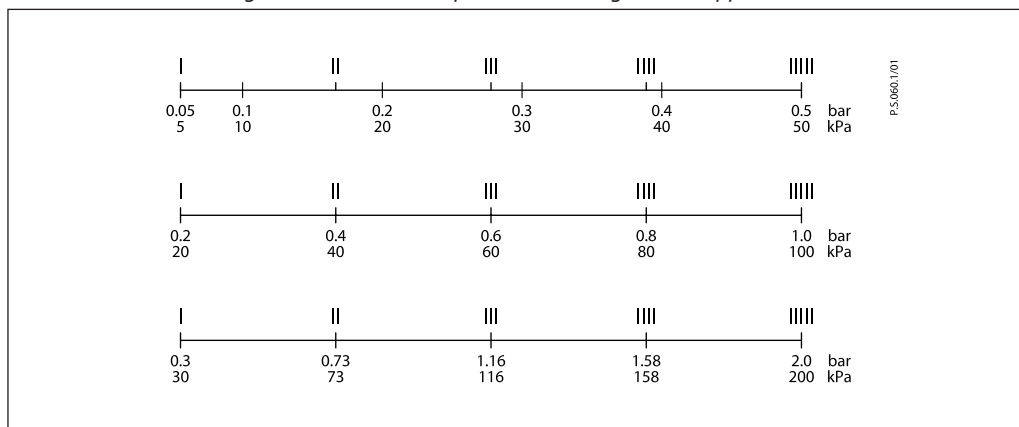 I II III IIII IIIII
0.05 0.1 0.2 0.3 0.4 0.5 bar
5 10 20 30 40 50 kPa
P.S.060.1/01
I II III IIII IIIII
0.2 0.4 0.6 0.8 1.0 bar
20 40 60 80 100 kPa
I II III IIII IIIII
0.3 0.73 1.16 1.58 2.0 bar
30 73 116 158 200 kPa